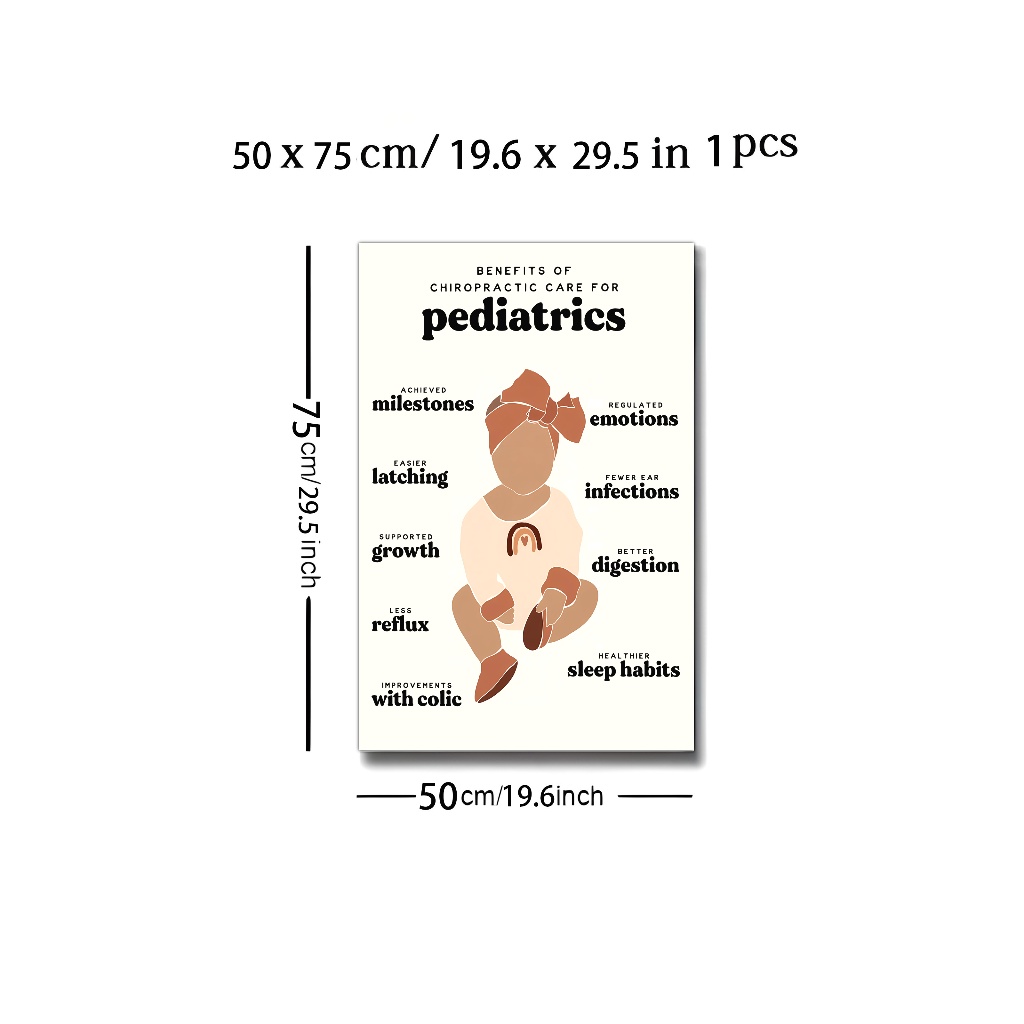 50 x 75 cm/ 19.6 x 29.5 in 1 pcs
BENEFITS OF
CHIROPRACTIC CARE FOR
pediatrics
ACHIEVED
milestones
EASIER
latching
SUPPORTED
growth
LESS
reflux
IMPROVEMENTS
with colic
REGULATED
emotions
FEWER EAR
infections
BETTER
digestion
HEALTHIER
sleep habits
75cm/29.5inch
50cm/19.6inch